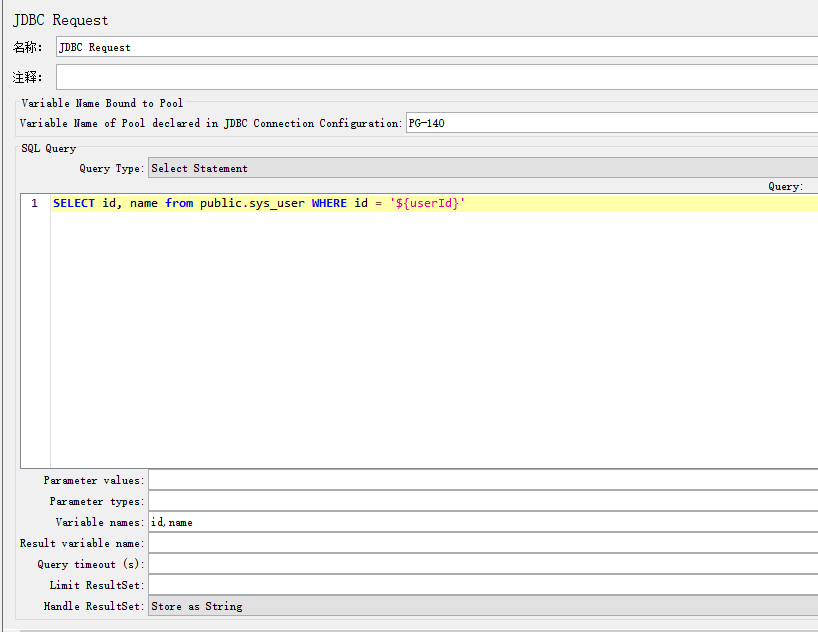 JDBC Request
名称: JDBC Request
注释:
Variable Name Bound to Pool
Variable Name of Pool declared in JDBC Connection Configuration: PG-140
SQL Query
Query Type: Select Statement
Query:
1 SELECT id, name from public.sys_user WHERE id = '${userId}'
Parameter values:
Parameter types:
Variable names: id,name
Result variable name:
Query timeout (s):
Limit ResultSet:
Handle ResultSet: Store as String